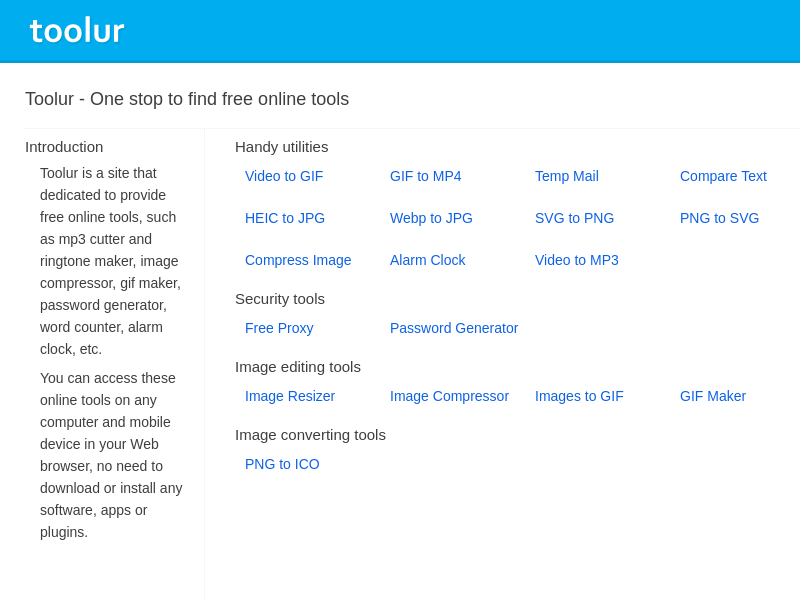 toolur
Toolur - One stop to find free online tools
Introduction
Toolur is a site that
dedicated to provide
free online tools, such
as mp3 cutter and
ringtone maker, image
compressor, gif maker,
password generator,
word counter, alarm
clock, etc.
You can access these
online tools on any
computer and mobile
device in your Web
browser, no need to
download or install any
software, apps or
plugins.
Handy utilities
Video to GIF GIF to MP4 Temp Mail Compare Text
HEIC to JPG Webp to JPG SVG to PNG PNG to SVG
Compress Image Alarm Clock Video to MP3
Security tools
Free Proxy Password Generator
Image editing tools
Image Resizer Image Compressor Images to GIF GIF Maker
Image converting tools
PNG to ICO